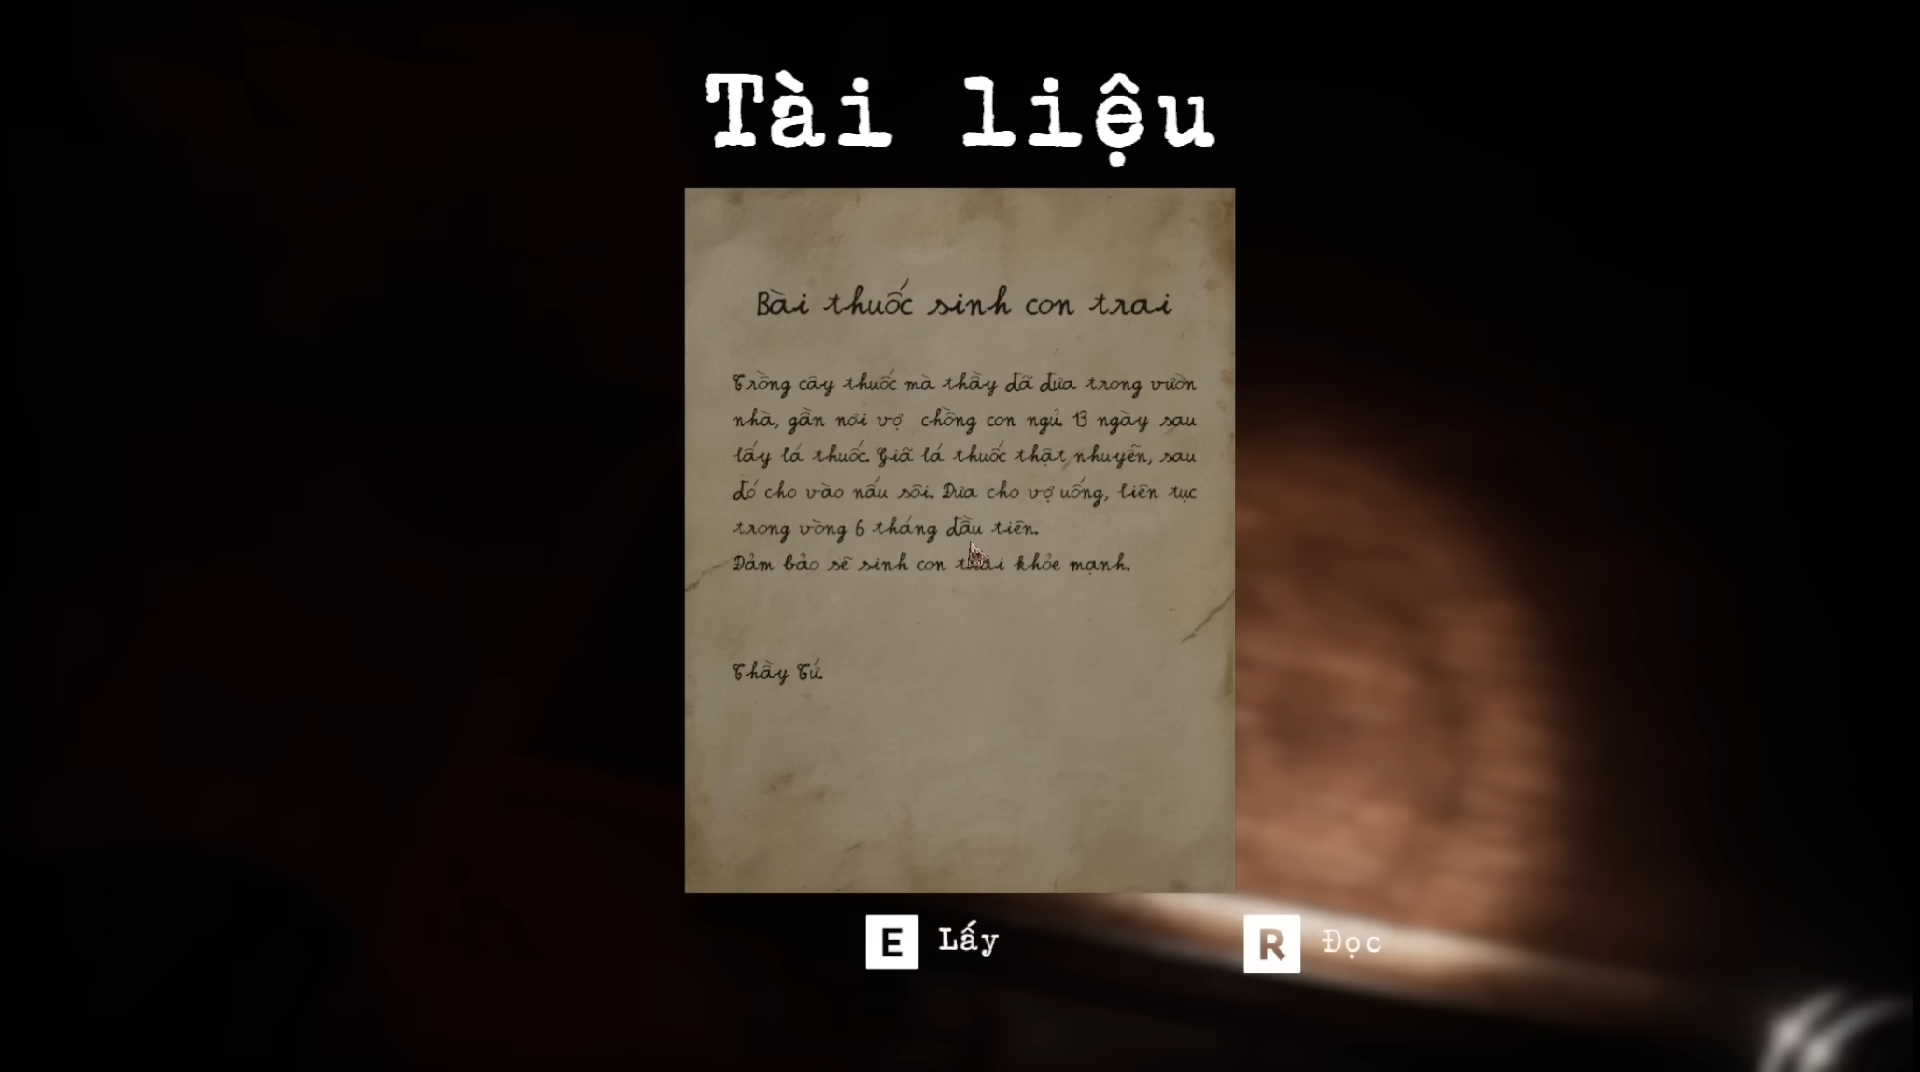 Tài liệu
Bài thuốc sinh con trai
Trồng cây thuốc mà thầy đã đưa trong vườn
nhà, gần nơi vợ chồng con ngủ. 13 ngày sau
lấy lá thuốc. Giã lá thuốc thật nhuyễn, sau
đó cho vào nấu sôi. Đưa cho vợ uống, liên tục
trong vòng 6 tháng đầu tiên.
Đảm bảo sẽ sinh con trai khỏe mạnh.
Thầy Tứ.
E Lấy
R Đọc